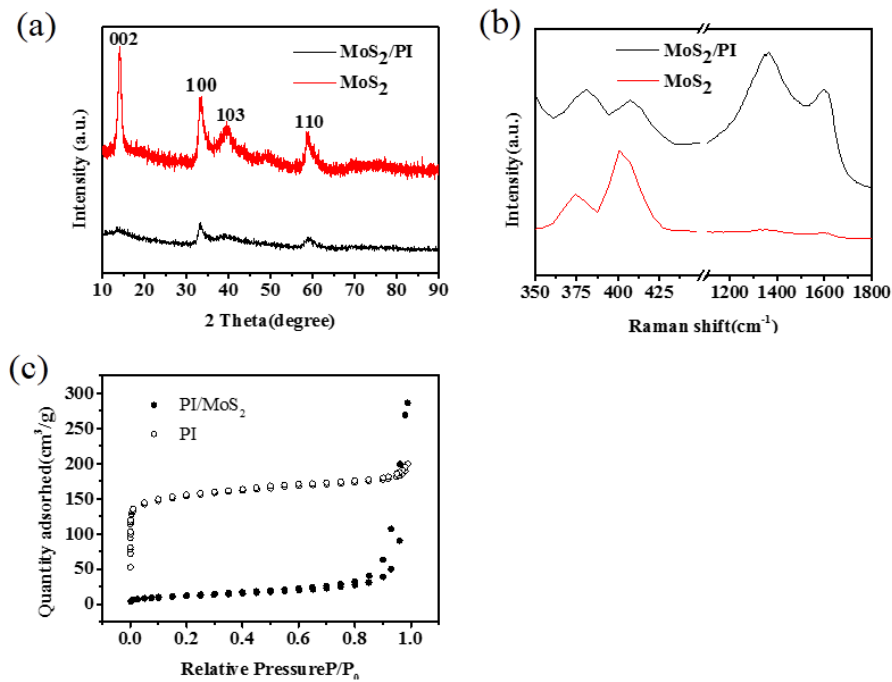 (a)
002
100
103
110
MoS2/PI
MoS2
Intensity (a.u.)
10 20 30 40 50 60 70 80 90
2 Theta(degree)
(b)
MoS2/PI
MoS2
Intensity(a.u.)
350 375 400 425 1200 1400 1600 1800
Raman shift(cm-1)
(c)
PI/MoS2
PI
Quantity adsorhed(cm3/g)
300
250
200
150
100
50
0
0.0 0.2 0.4 0.6 0.8 1.0
Relative PressureP/P0